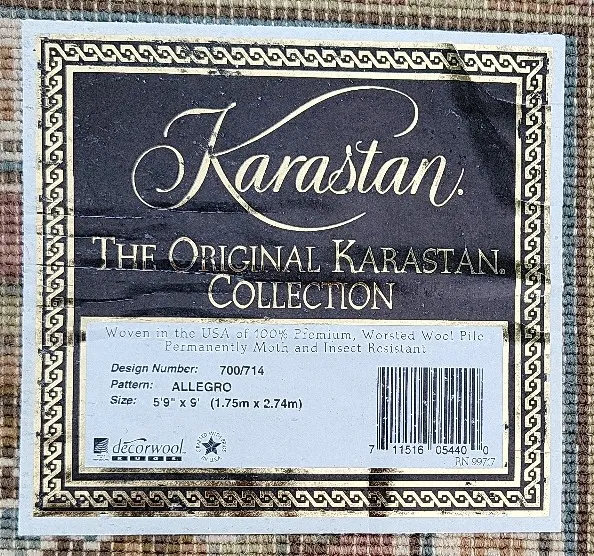 Karastan.
THE ORIGINAL KARASTAN®
COLLECTION
Woven in the USA of 100% Premium, Worsted Wool Pile
Permanently Moth and Insect Resistant
Design Number: 700/714
Pattern: ALLEGRO
Size: 5'9" x 9' (1.75m x 2.74m)
decorwool
RUGS
7 11516 05440 0